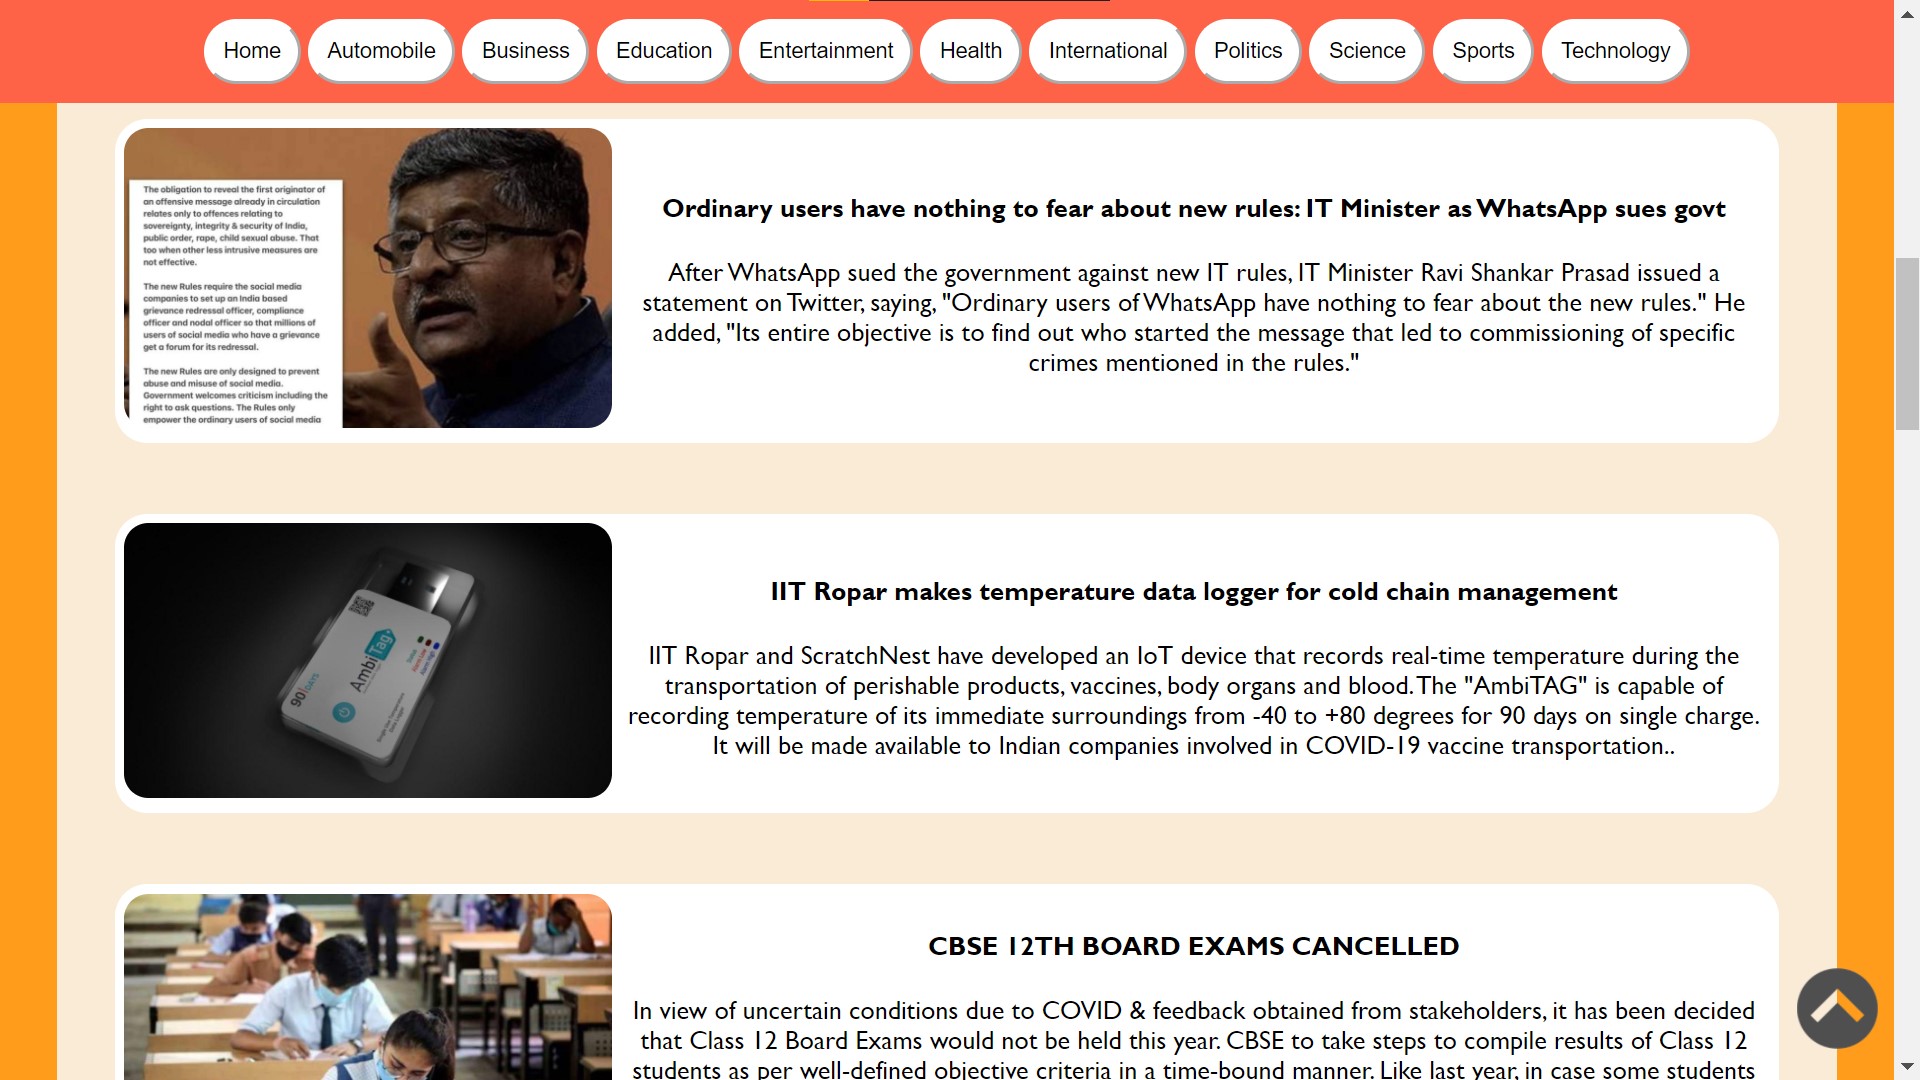 Home Automobile Business Education Entertainment Health International Politics Science Sports Technology
The obligation to reveal the first originator of
an offensive message already in circulation
relates only to offences relating to
sovereignty, integrity & security of India,
public order, rape, child sexual abuse. That
too when other less intrusive measures are
not effective.
The new Rules require the social media
companies to set up an India based
grievance redressal officer, compliance
officer and nodal officer so that millions of
users of social media who have a grievance
get a forum for its redressal.
The new Rules are only designed to prevent
abuse and misuse of social media.
Government welcomes criticism including the
right to ask questions. The Rules only
empower the ordinary users of social media
Ordinary users have nothing to fear about new rules: IT Minister as WhatsApp sues govt
After WhatsApp sued the government against new IT rules, IT Minister Ravi Shankar Prasad issued a
statement on Twitter, saying, "Ordinary users of WhatsApp have nothing to fear about the new rules." He
added, "Its entire objective is to find out who started the message that led to commissioning of specific
crimes mentioned in the rules."
90 DAYS
AmbiTag
IIT Ropar makes temperature data logger for cold chain management
IIT Ropar and ScratchNest have developed an IoT device that records real-time temperature during the
transportation of perishable products, vaccines, body organs and blood. The "AmbiTAG" is capable of
recording temperature of its immediate surroundings from -40 to +80 degrees for 90 days on single charge.
It will be made available to Indian companies involved in COVID-19 vaccine transportation..
CBSE 12TH BOARD EXAMS CANCELLED
In view of uncertain conditions due to COVID & feedback obtained from stakeholders, it has been decided
that Class 12 Board Exams would not be held this year. CBSE to take steps to compile results of Class 12
students as per well-defined objective criteria in a time-bound manner. Like last year, in case some students